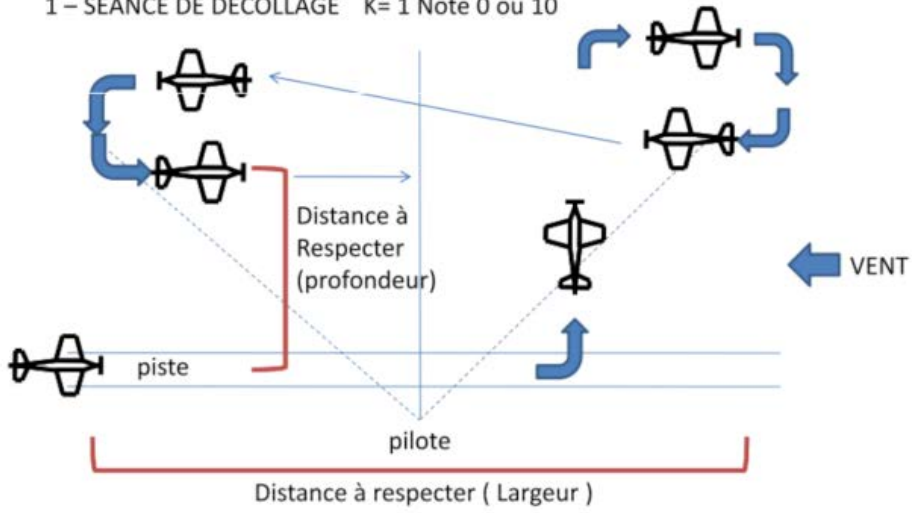 1 – SEANCE DE DECOLLAGE K= 1 Note 0 ou 10
Distance à
Respecter
(profondeur)
VENT
piste
pilote
Distance à respecter ( Largeur )